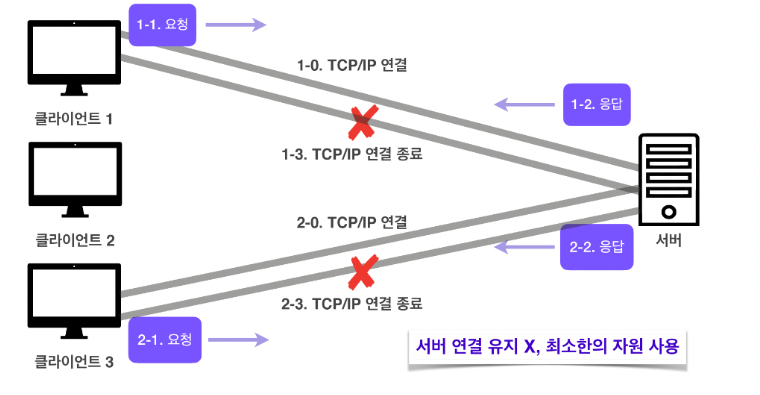 1-1. 요청
1-0. TCP/IP 연결
1-2. 응답
클라이언트 1
1-3. TCP/IP 연결 종료
2-0. TCP/IP 연결
클라이언트 2
서버
2-2. 응답
2-3. TCP/IP 연결 종료
2-1. 요청
서버 연결 유지 X, 최소한의 자원 사용
클라이언트 3